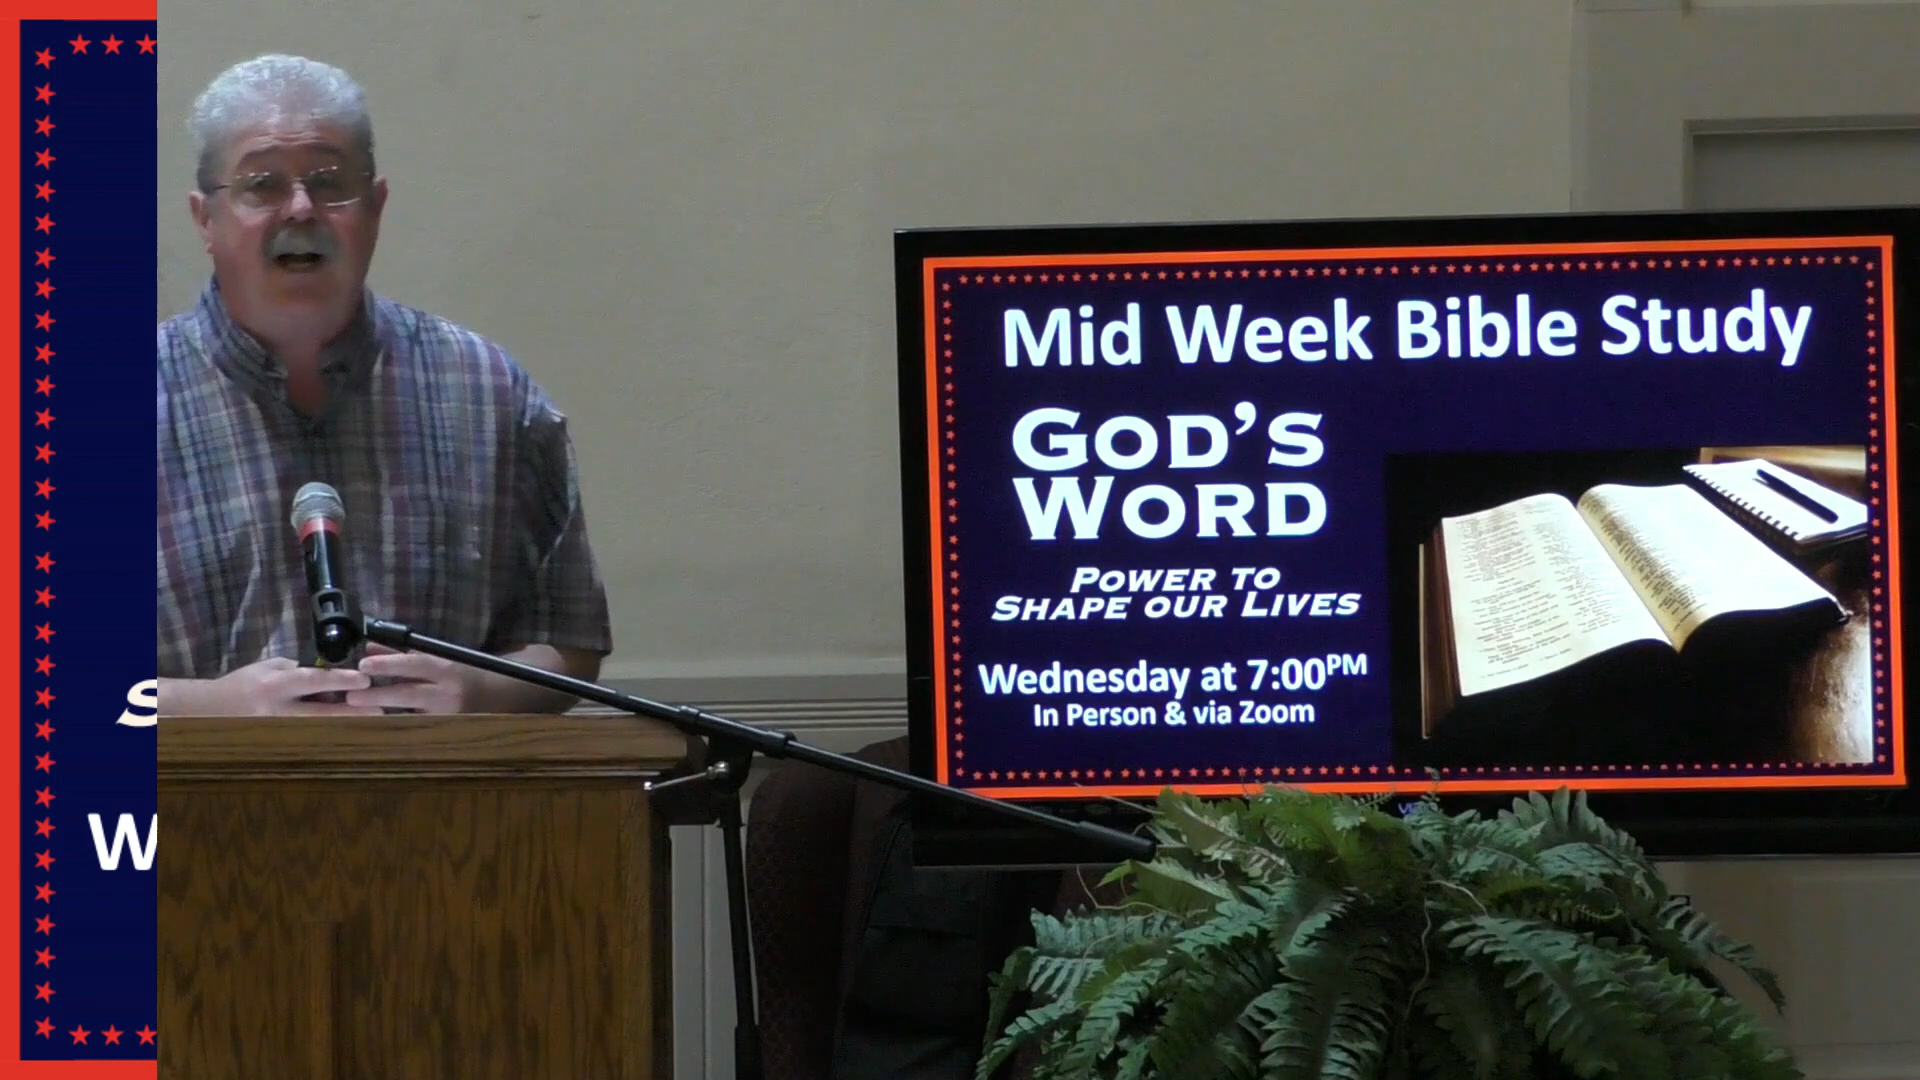 Mid Week Bible Study
GOD'S
WORD
POWER TO
SHAPE OUR LIVES
Wednesday at 7:00PM
In Person & via Zoom
S
W